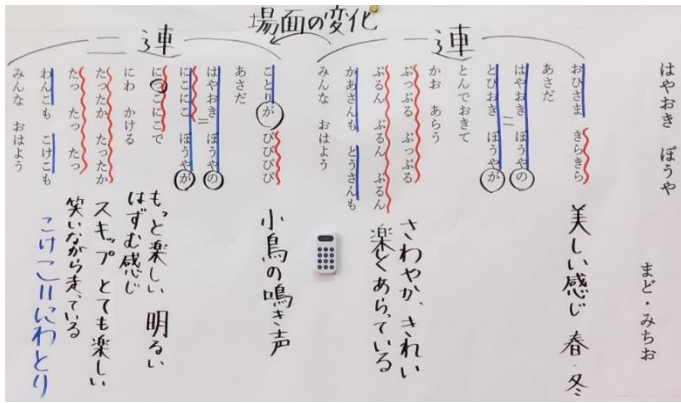 場面の変化
はやおき ぼうや
まど・みちお
一連
おひさま きらきら
あさだ
はやおき ぼうやの
とびおき ぼうやが
とんでおきて
かお あらう
ぷっぷる ぷっぷる
ぷるん ぷるん ぷるん
かあさんも とうさんも
みんな おはよう
美しい感じ 春・冬
さわやか、きれい
楽しくあらっている
二連
ことりが ぴぴぴぴ
あさだ
はやおき ぼうやの
にこにこ ぼうやが
にこにこにこで
にわ かける
たったか たったか
たっ たっ たっ
わんこも こけこも
みんな おはよう
小鳥の鳴き声
もっと楽しい 明るい
はずむ感じ
スキップ とても楽しい
笑いながら走っている
こけこ=にわとり